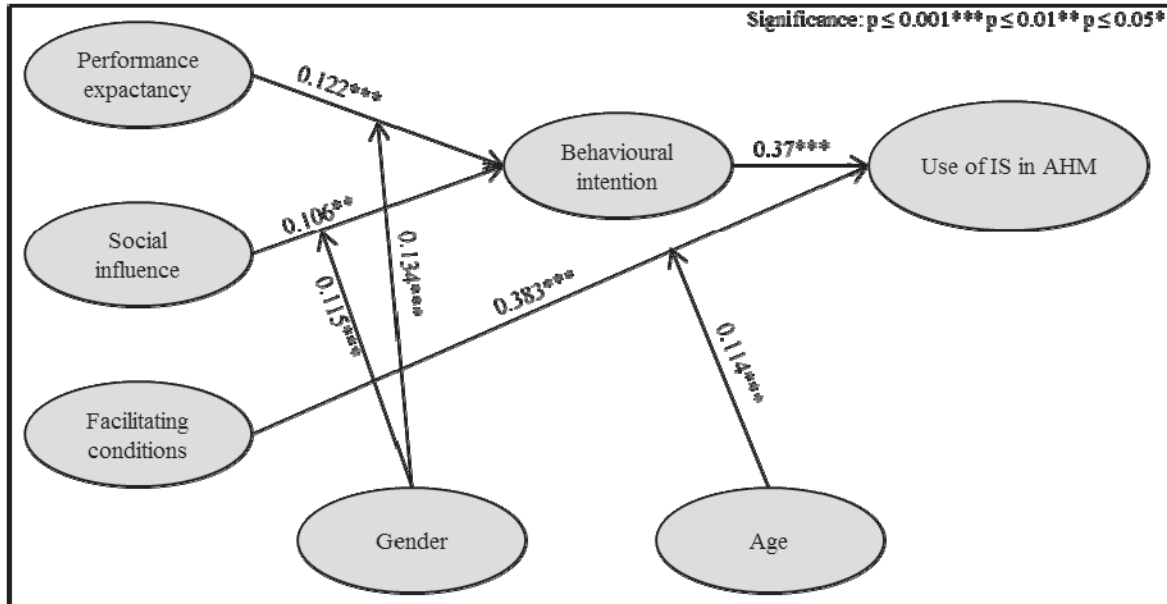 Significance: p ≤ 0.001*** p ≤ 0.01** p ≤ 0.05*
Performance
expactancy
0.122***
Behavioural
intention
0.37***
Use of IS in AHM
Social
influence
0.106**
0.115***
0.134***
0.383***
0.114***
Facilitating
conditions
Gender
Age